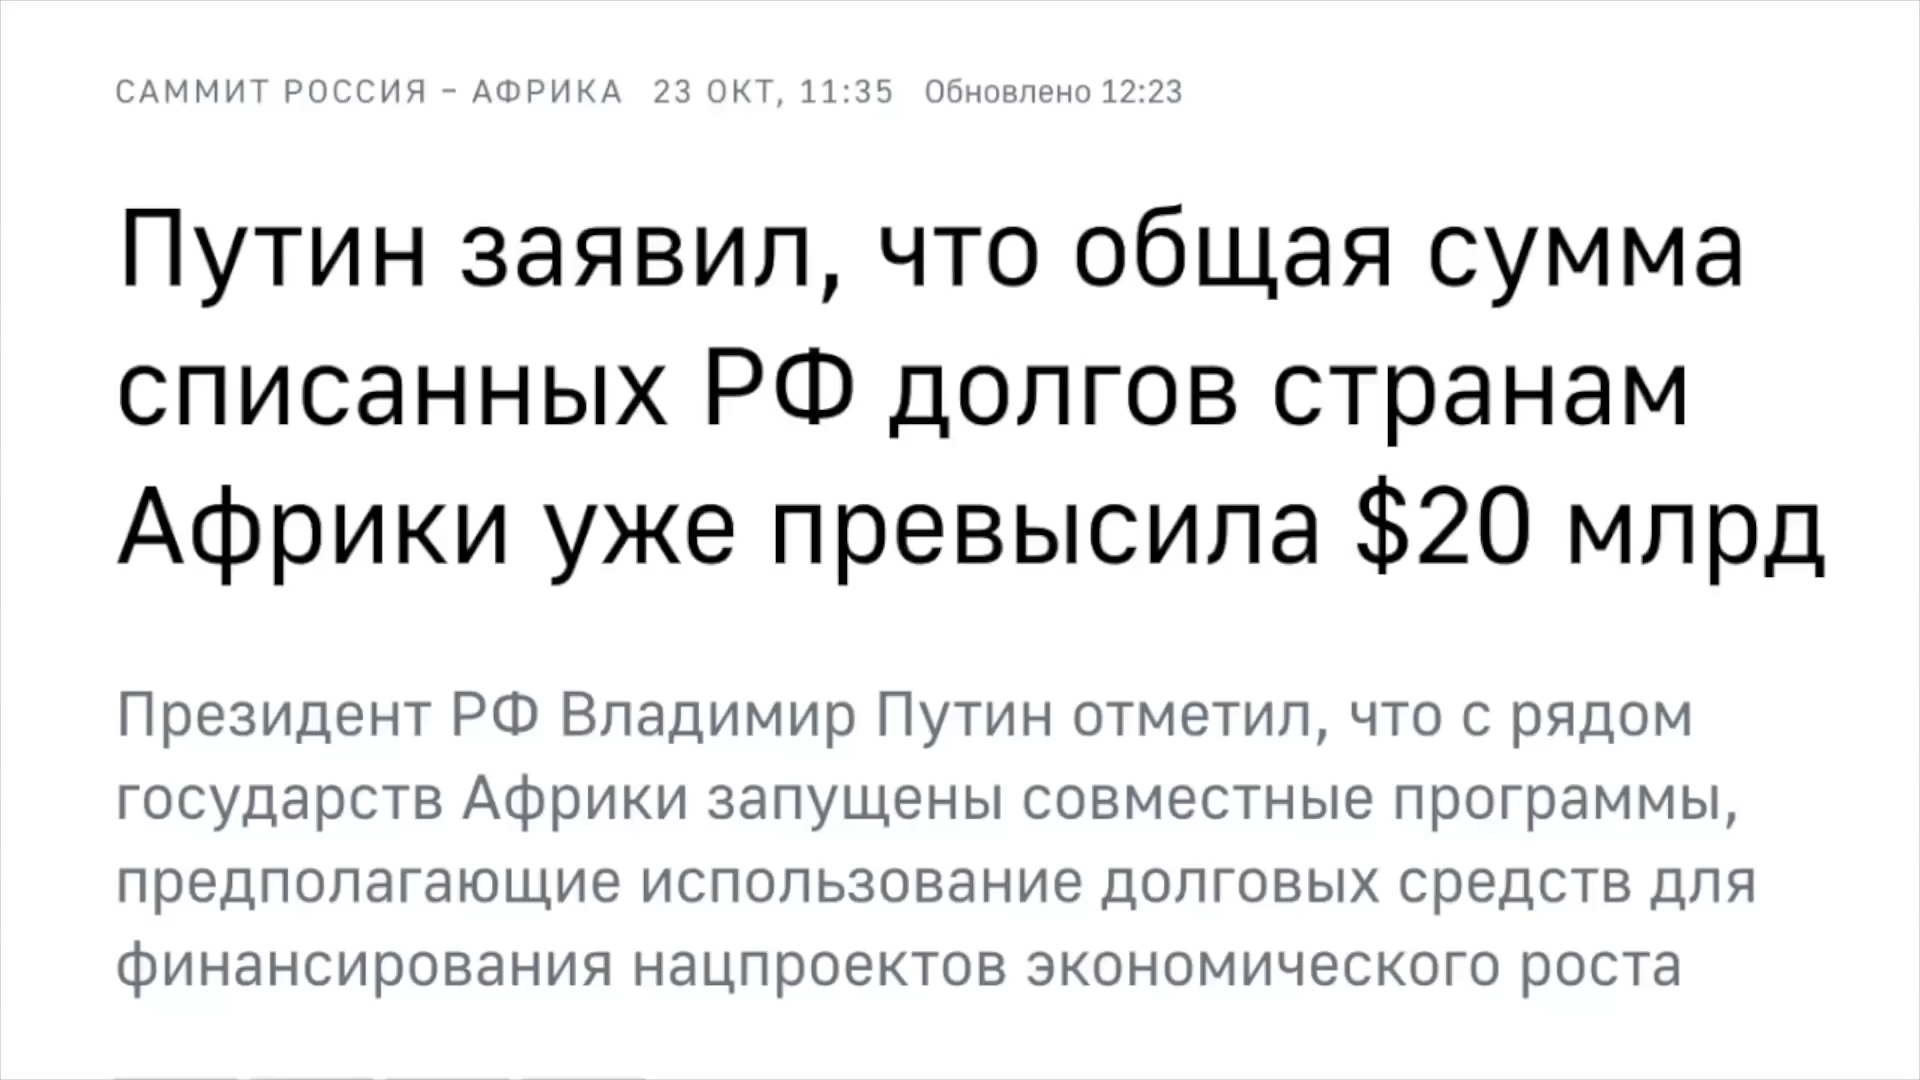 САММИТ РОССИЯ – АФРИКА 23 ОКТ, 11:35 Обновлено 12:23
Путин заявил, что общая сумма
списанных РФ долгов странам
Африки уже превысила $20 млрд
Президент РФ Владимир Путин отметил, что с рядом
государств Африки запущены совместные программы,
предполагающие использование долговых средств для
финансирования нацпроектов экономического роста